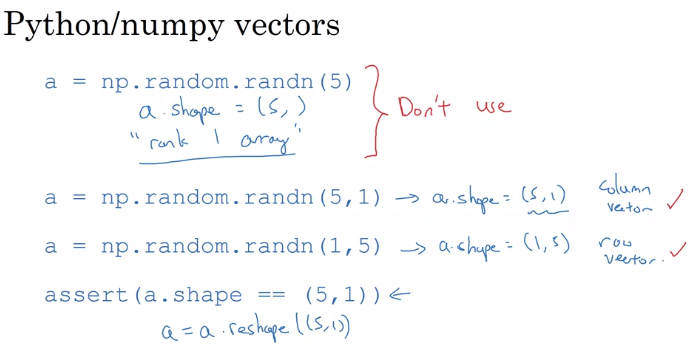 Python/numpy vectors
a = np.random.randn(5)
a.shape = (5, )
"rank 1 array"
Don't use
a = np.random.randn(5,1) → a.shape = (5,1) column vector ✓
a = np.random.randn(1,5) → a.shape = (1,5) row vector. ✓
assert(a.shape == (5,1)) ←
a = a.reshape((5,1))